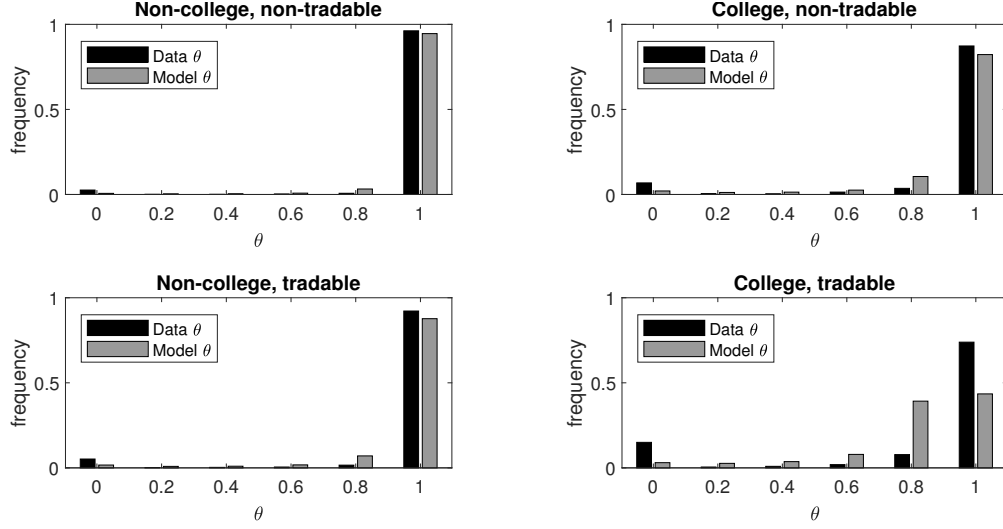 Non-college, non-tradable
1
Data θ
Model θ
0.5
frequency
0
0 0.2 0.4 0.6 0.8 1
θ
College, non-tradable
1
Data θ
Model θ
0.5
frequency
0
0 0.2 0.4 0.6 0.8 1
θ
Non-college, tradable
1
Data θ
Model θ
0.5
frequency
0
0 0.2 0.4 0.6 0.8 1
θ
College, tradable
1
Data θ
Model θ
0.5
frequency
0
0 0.2 0.4 0.6 0.8 1
θ